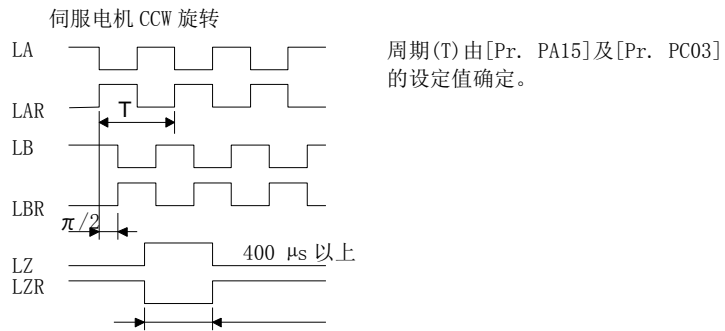 伺服电机 CCW 旋转
LA
周期(T)由[Pr. PA15]及[Pr. PC03]
的设定值确定。
LAR
T
LB
LBR
π/2
400 μs 以上
LZ
LZR